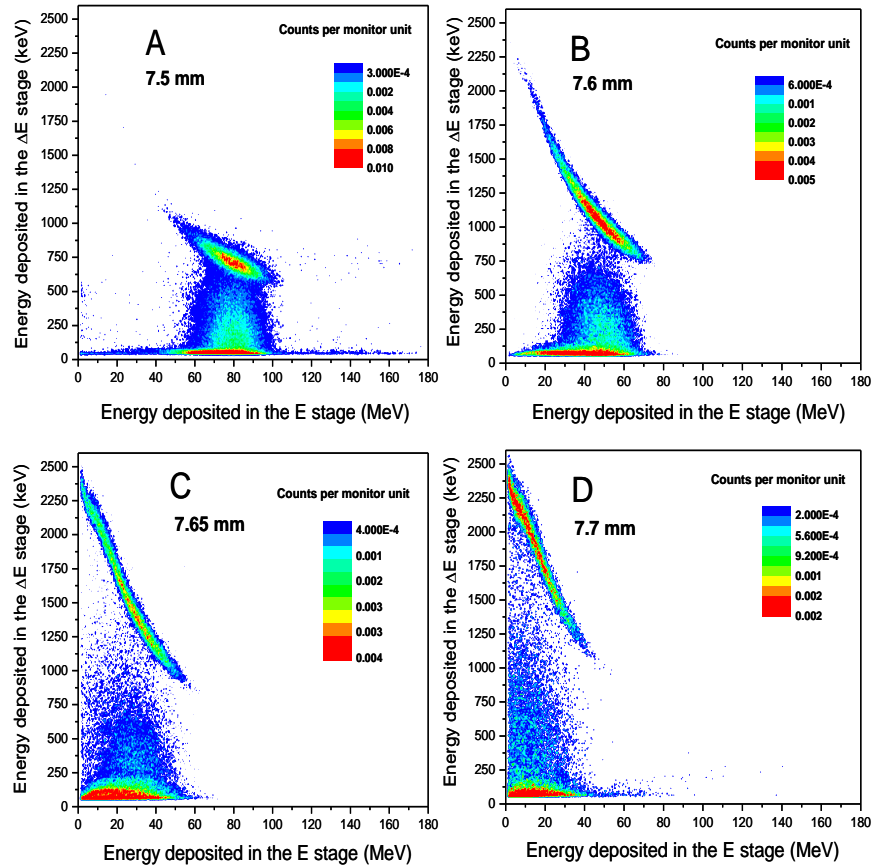 A
7.5 mm
Counts per monitor unit
3.000E-4
0.002
0.004
0.006
0.008
0.010
Energy deposited in the ΔE stage (keV)
2500
2250
2000
1750
1500
1250
1000
750
500
250
0
0 20 40 60 80 100 120 140 160 180
Energy deposited in the E stage (MeV)
B
7.6 mm
Counts per monitor unit
6.000E-4
0.001
0.002
0.003
0.004
0.005
Energy deposited in the ΔE stage (keV)
2500
2250
2000
1750
1500
1250
1000
750
500
250
0
0 20 40 60 80 100 120 140 160 180
Energy deposited in the E stage (MeV)
C
7.65 mm
Counts per monitor unit
4.000E-4
0.001
0.002
0.003
0.003
0.004
Energy deposited in the ΔE stage (keV)
2500
2250
2000
1750
1500
1250
1000
750
500
250
0
0 20 40 60 80 100 120 140 160 180
Energy deposited in the E stage (MeV)
D
7.7 mm
Counts per monitor unit
2.000E-4
5.600E-4
9.200E-4
0.001
0.002
0.002
Energy deposited in the ΔE stage (keV)
2500
2250
2000
1750
1500
1250
1000
750
500
250
0
0 20 40 60 80 100 120 140 160 180
Energy deposited in the E stage (MeV)